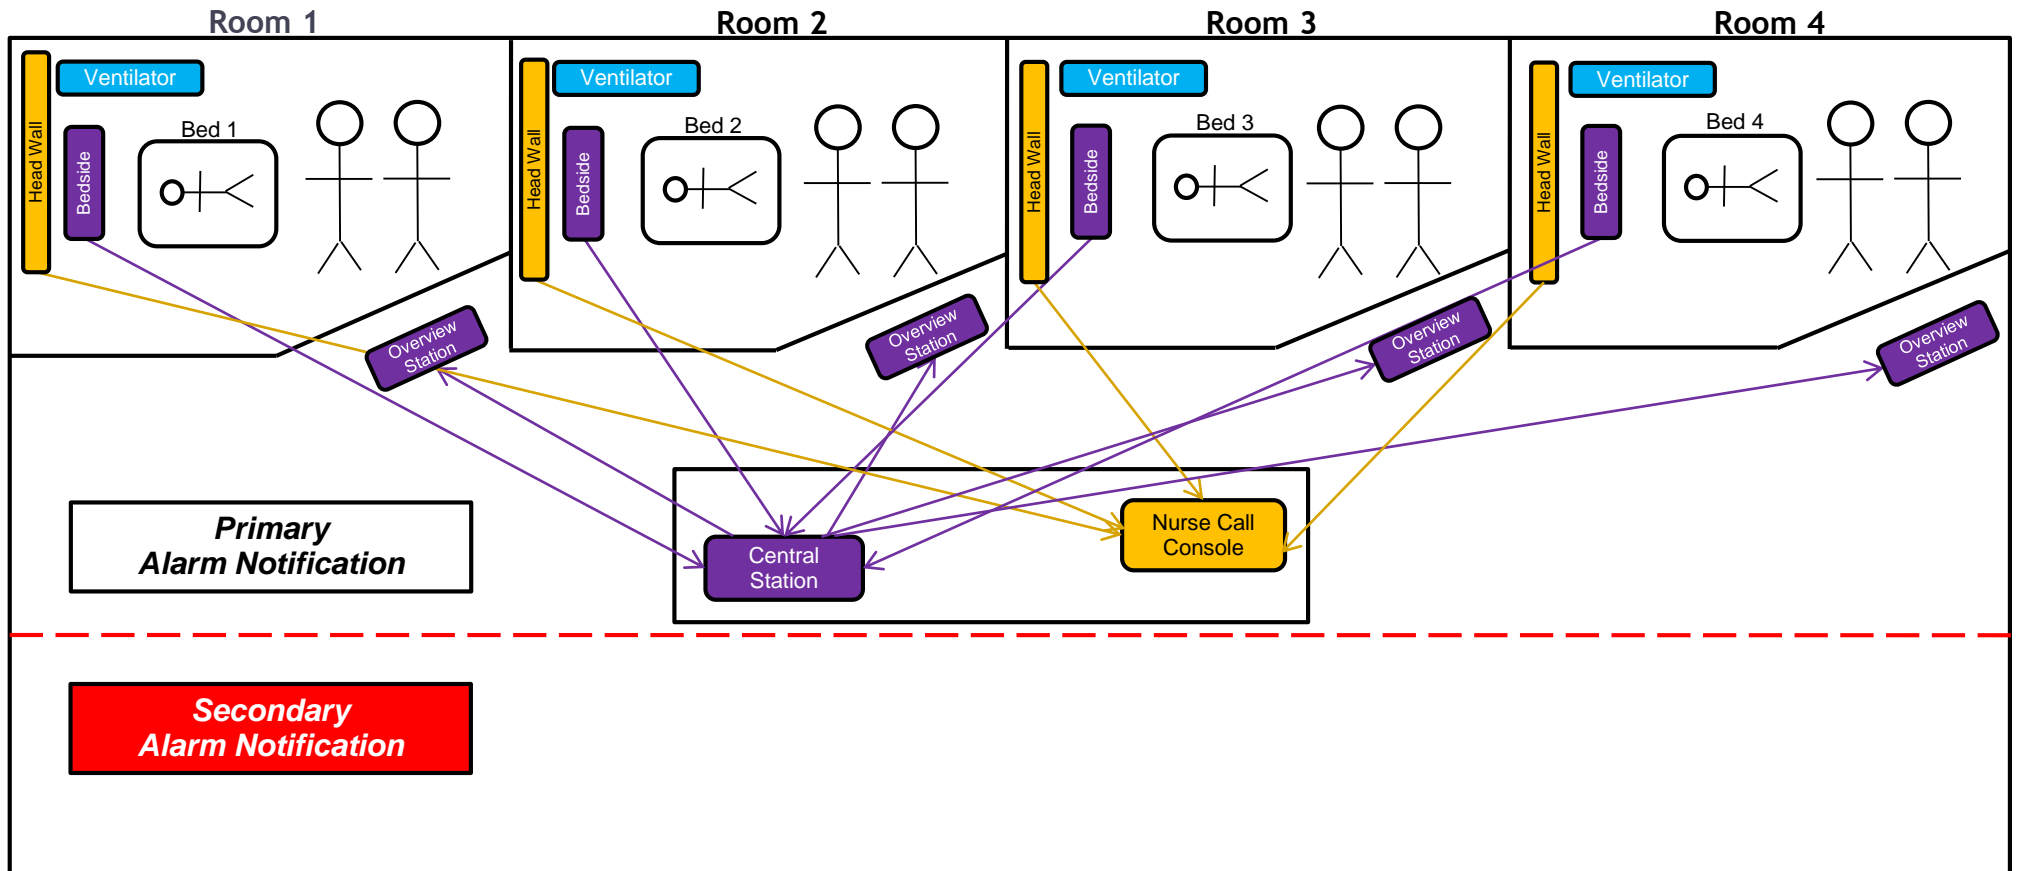 Room 1
Room 2
Room 3
Room 4
Ventilator
Ventilator
Ventilator
Ventilator
Head Wall
Bedside
Bed 1
Head Wall
Bedside
Bed 2
Head Wall
Bedside
Bed 3
Head Wall
Bedside
Bed 4
Overview
Station
Overview
Station
Overview
Station
Overview
Station
Primary
Alarm Notification
Central
Station
Nurse Call
Console
Secondary
Alarm Notification